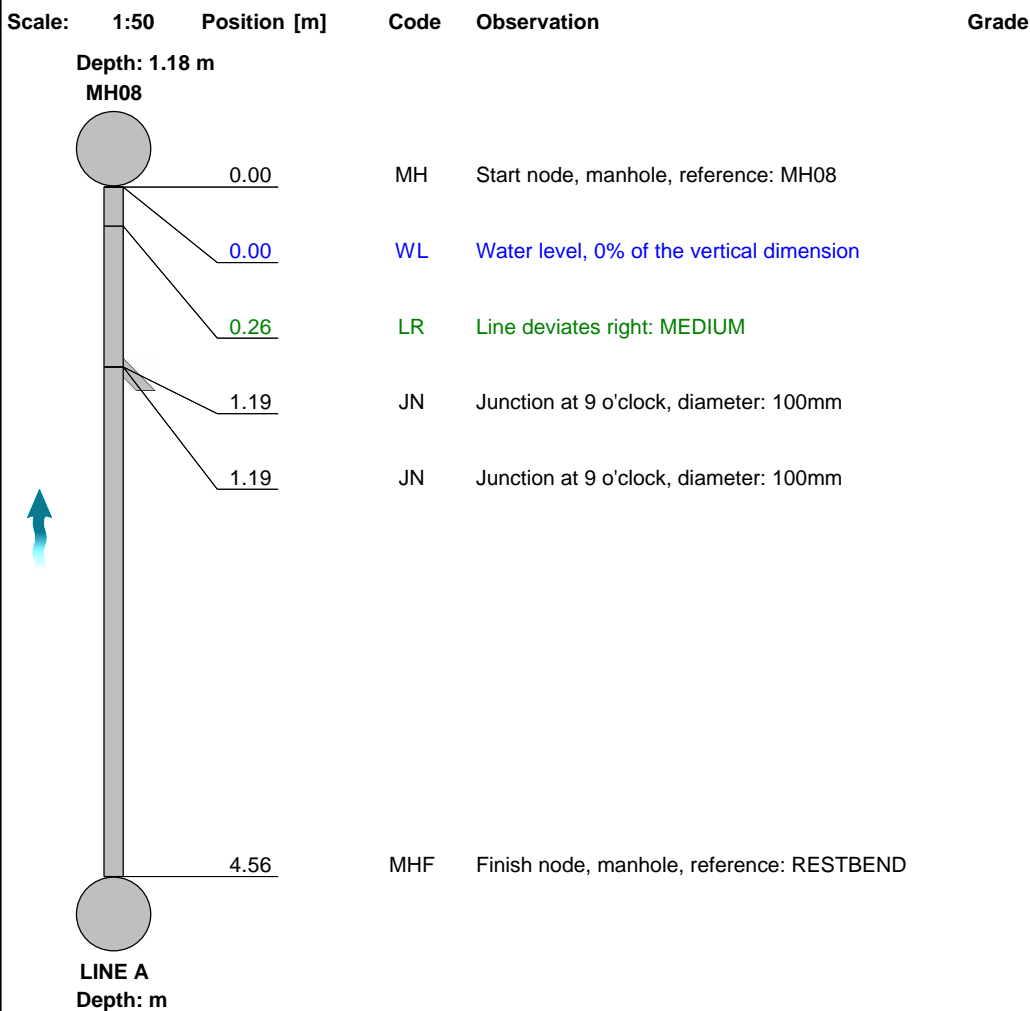 Scale: 1:50 Position [m] Code Observation Grade
Depth: 1.18 m
MH08
0.00 MH Start node, manhole, reference: MH08
0.00 WL Water level, 0% of the vertical dimension
0.26 LR Line deviates right: MEDIUM
1.19 JN Junction at 9 o'clock, diameter: 100mm
1.19 JN Junction at 9 o'clock, diameter: 100mm
4.56 MHF Finish node, manhole, reference: RESTBEND
LINE A
Depth: m